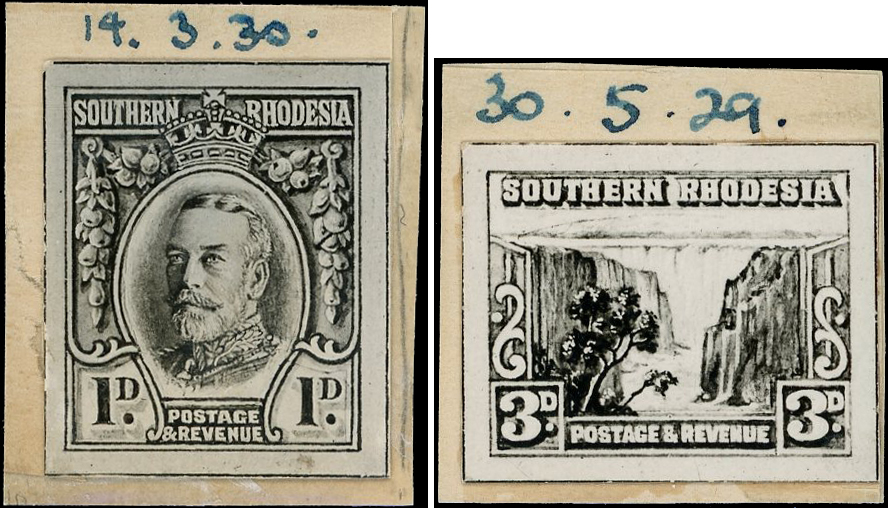 14.3.30.
SOUTHERN RHODESIA
1D. 1D.
POSTAGE
& REVENUE
30.5.29.
SOUTHERN RHODESIA
3D. 3D.
POSTAGE & REVENUE